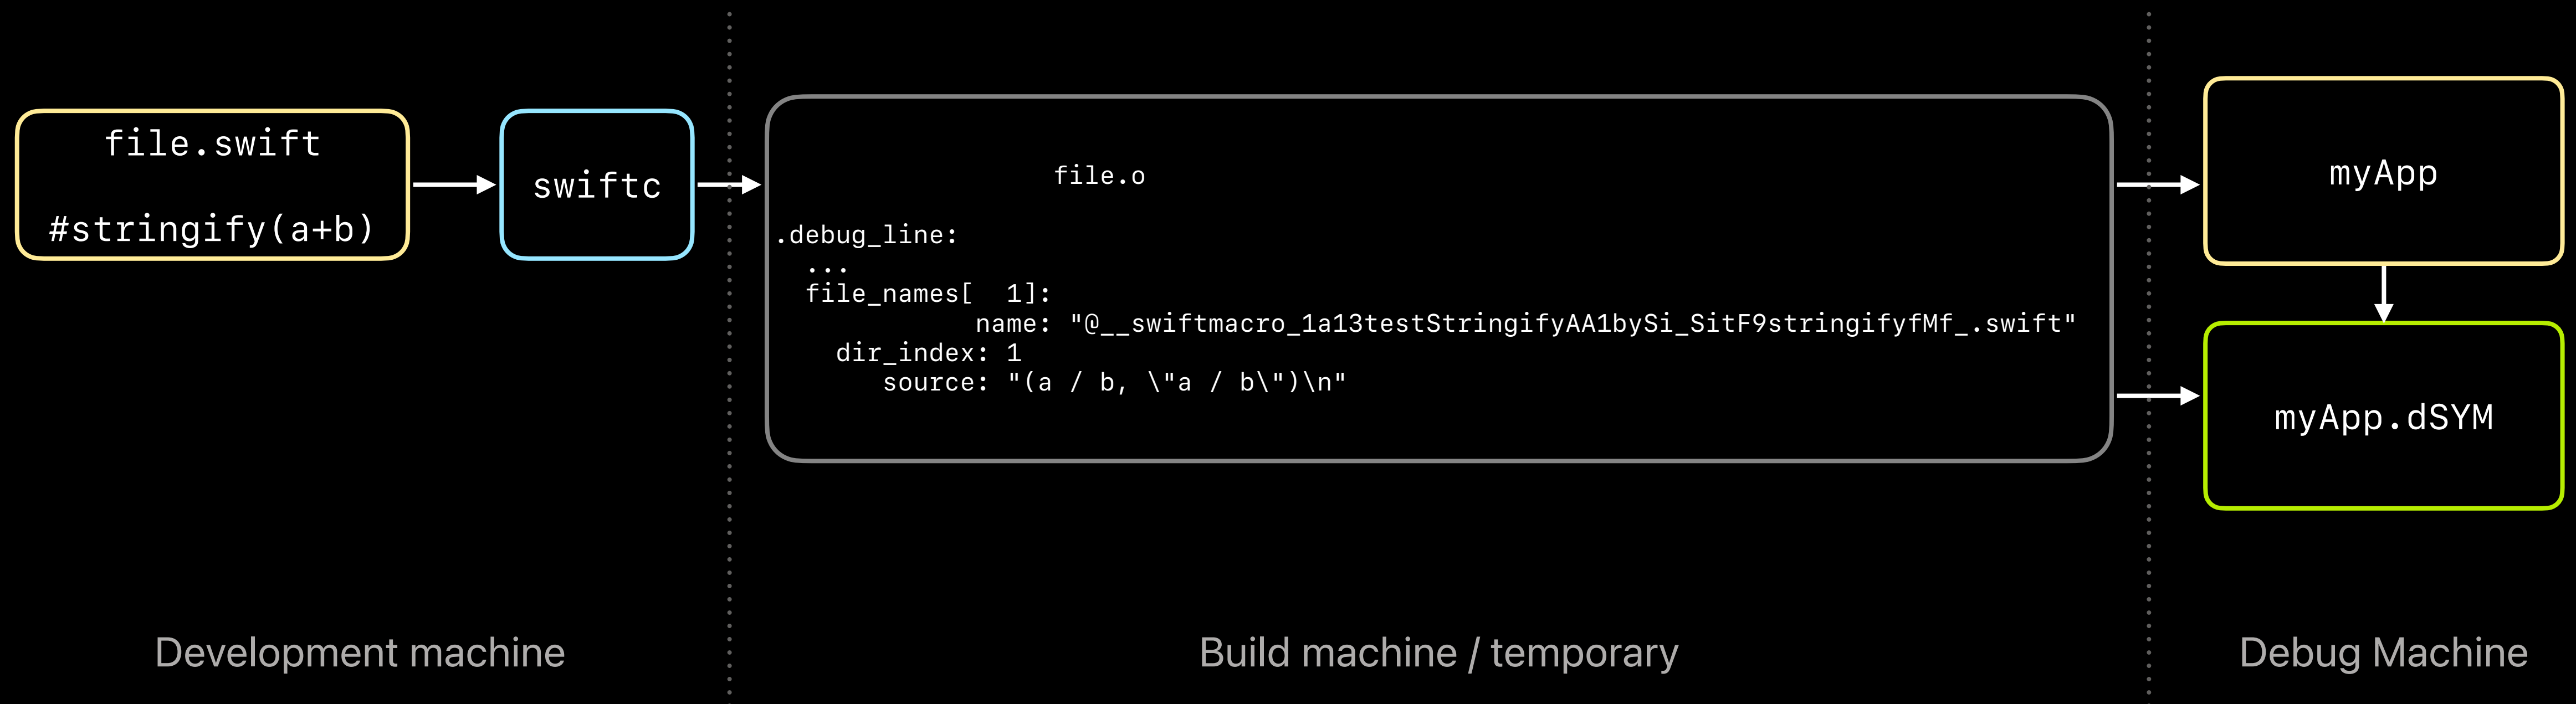 file.swift
#stringify(a+b)
swiftc
file.o
.debug_line:
...
file_names[  1]:
name: "@__swiftmacro_1a13testStringifyAA1bySi_SitF9stringifyfMf_.swift"
dir_index: 1
source: "(a / b, \"a / b\")\n"
myApp
myApp.dSYM
Development machine
Build machine / temporary
Debug Machine